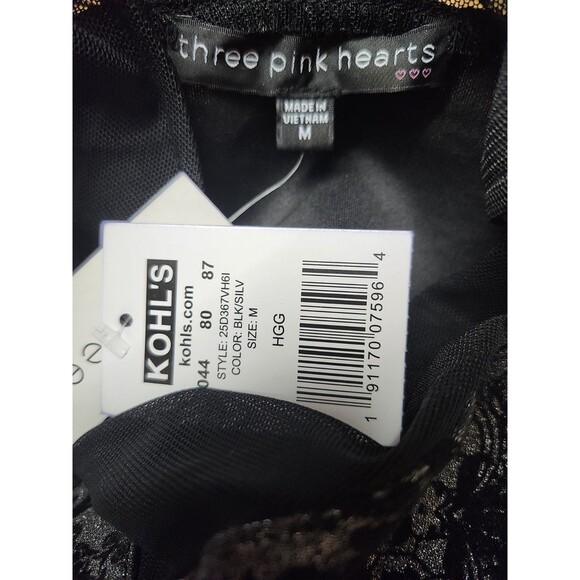 three pink hearts
MADE IN
VIETNAM
M
KOHL'S
kohls.com
044 80 87
STYLE: 25D367VH6I
COLOR: BLK/SILV
SIZE: M
HGG
1 91170 07596 4